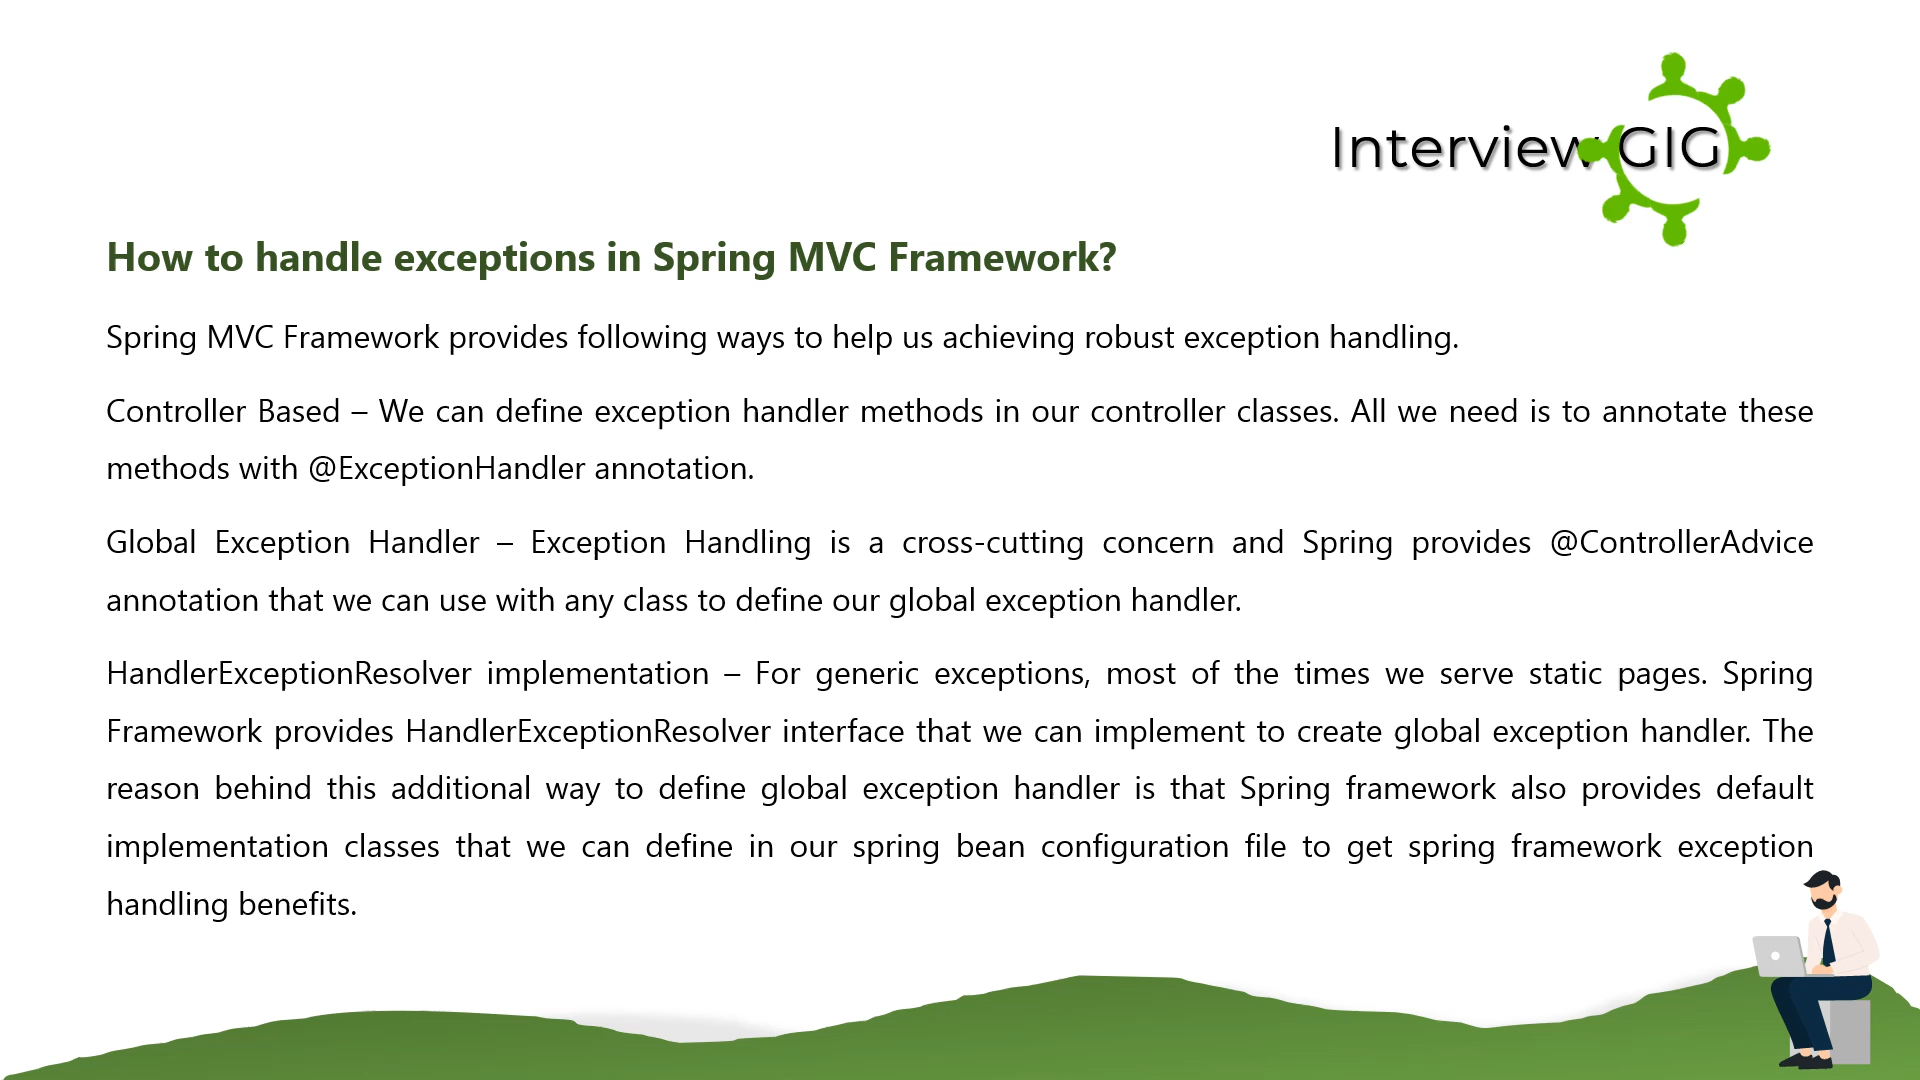 Interview GIG
How to handle exceptions in Spring MVC Framework?
Spring MVC Framework provides following ways to help us achieving robust exception handling.
Controller Based – We can define exception handler methods in our controller classes. All we need is to annotate these
methods with @ExceptionHandler annotation.
Global Exception Handler – Exception Handling is a cross-cutting concern and Spring provides @ControllerAdvice
annotation that we can use with any class to define our global exception handler.
HandlerExceptionResolver implementation – For generic exceptions, most of the times we serve static pages. Spring
Framework provides HandlerExceptionResolver interface that we can implement to create global exception handler. The
reason behind this additional way to define global exception handler is that Spring framework also provides default
implementation classes that we can define in our spring bean configuration file to get spring framework exception
handling benefits.